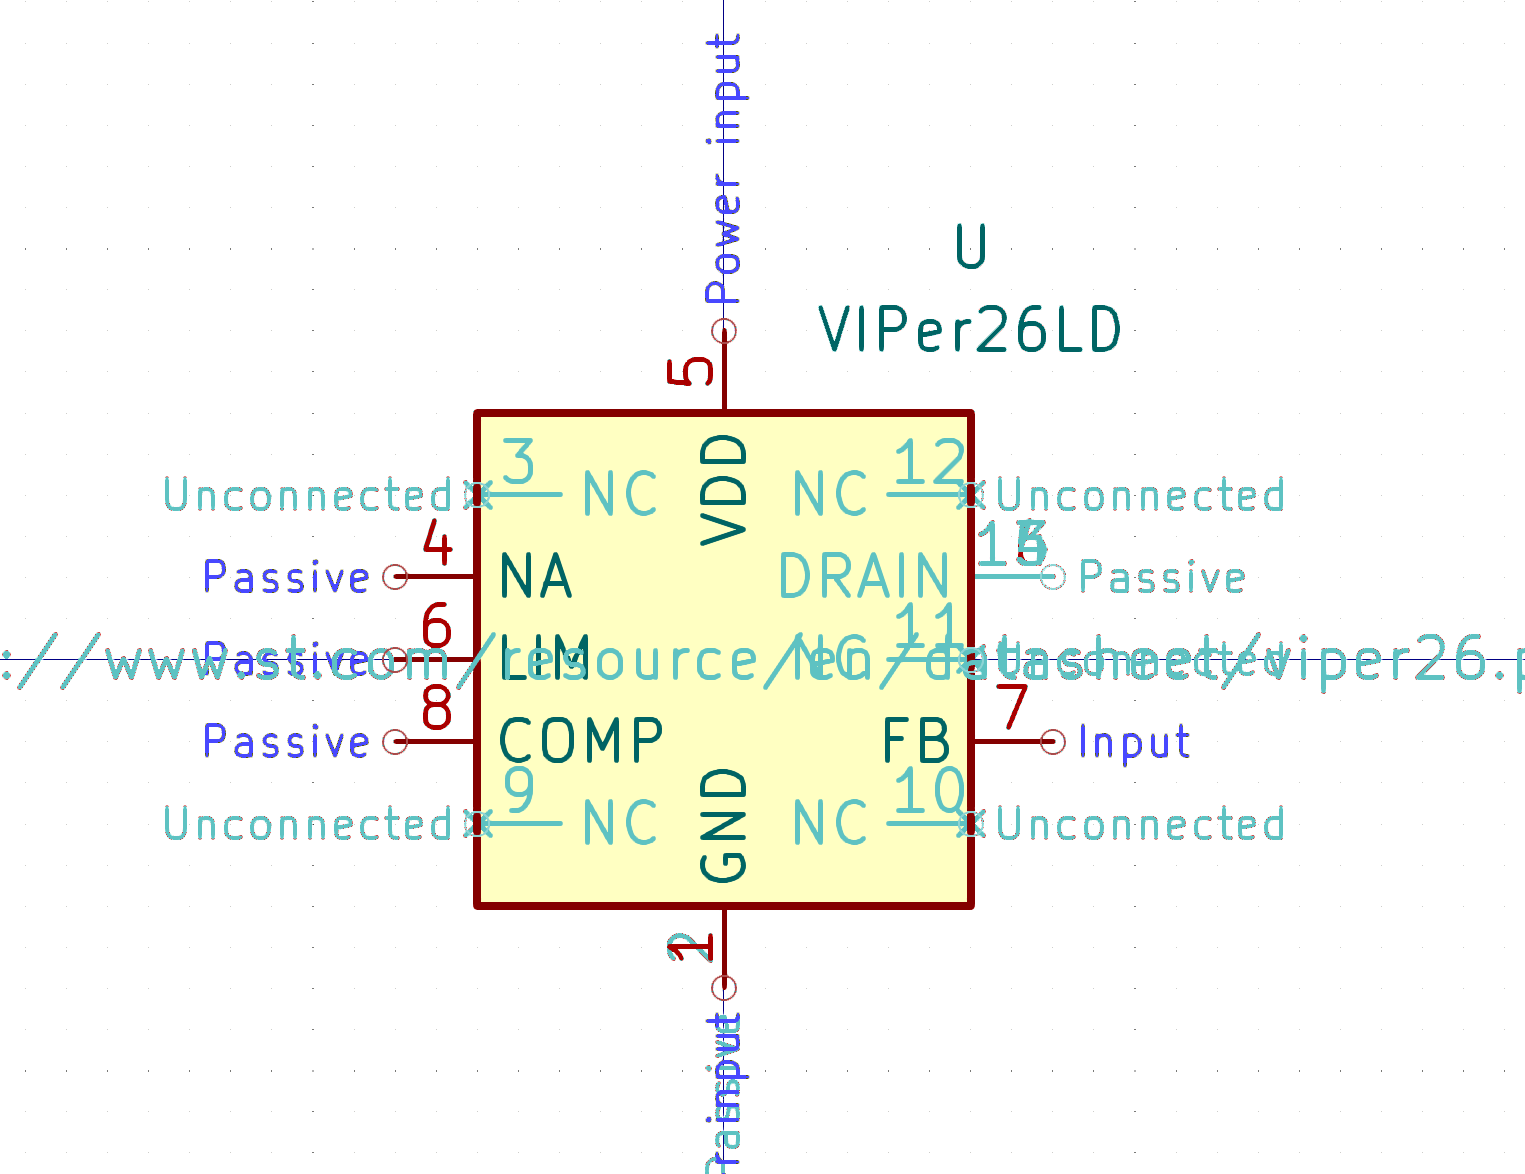 Power input
U
VIPer26LD
5
VDD
3
12
Unconnected
NC
NC
Unconnected
4
Passive
NA
DRAIN
Passive
6
11
Passive
LIM
NC
Unconnected
://www.st.com/resource/en/datasheet/viper26.p
8
7
Passive
COMP
FB
Input
9
10
Unconnected
NC
NC
Unconnected
GND
1
2
r input
Passive